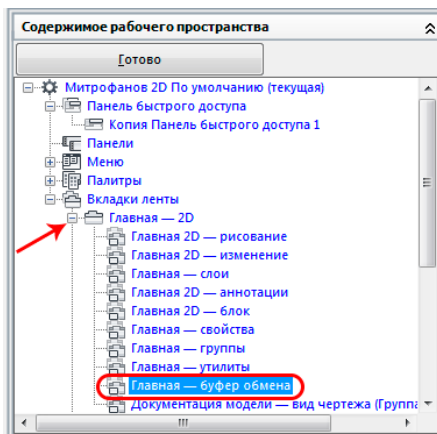 Содержимое рабочего пространства
Готово
Митрофанов 2D По умолчанию (текущая)
Панель быстрого доступа
Копия Панель быстрого доступа 1
Панели
Меню
Палитры
Вкладки ленты
Главная — 2D
Главная 2D — рисование
Главная 2D — изменение
Главная — слои
Главная 2D — аннотации
Главная 2D — блок
Главная — свойства
Главная — группы
Главная — утилиты
Главная — буфер обмена
Документация модели — вид чертежа (Группа